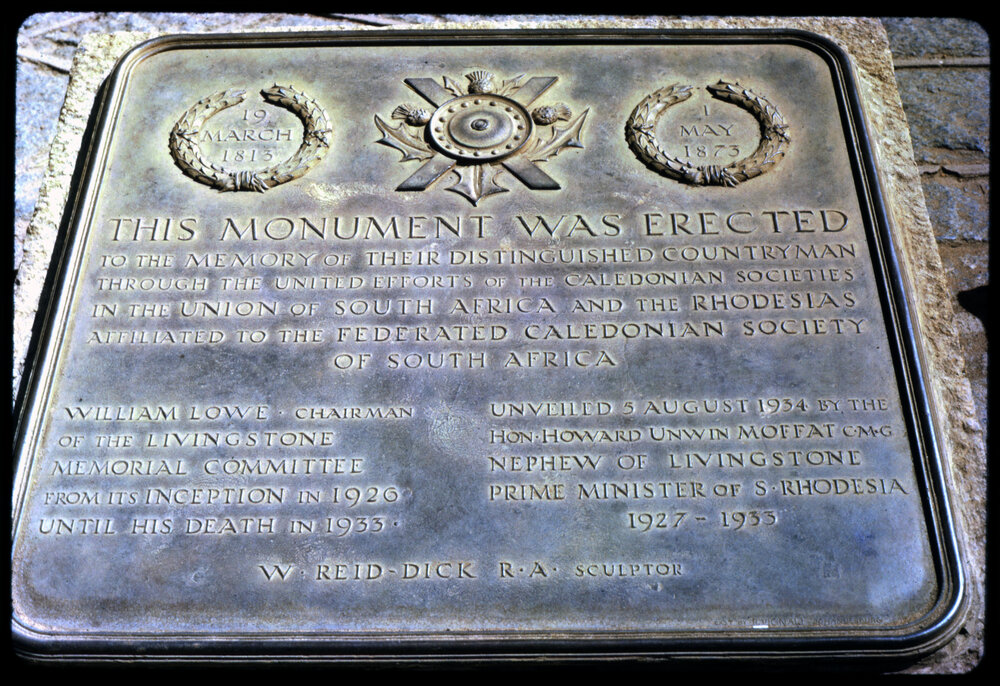 19
MARCH
1813
1
MAY
1873
THIS MONUMENT WAS ERECTED
TO THE MEMORY OF THEIR DISTINGUISHED COUNTRYMAN
THROUGH THE UNITED EFFORTS OF THE CALEDONIAN SOCIETIES
IN THE UNION OF SOUTH AFRICA AND THE RHODESIAS
AFFILIATED TO THE FEDERATED CALEDONIAN SOCIETY
OF SOUTH AFRICA
WILLIAM LOWE · CHAIRMAN
OF THE LIVINGSTONE
MEMORIAL COMMITTEE
FROM ITS INCEPTION IN 1926
UNTIL HIS DEATH IN 1933 ·
UNVEILED 5 AUGUST 1934 BY THE
HON · HOWARD UNWIN MOFFAT C·M·G
NEPHEW OF LIVINGSTONE
PRIME MINISTER OF S · RHODESIA
1927 - 1933
W · REID-DICK R·A· SCULPTOR